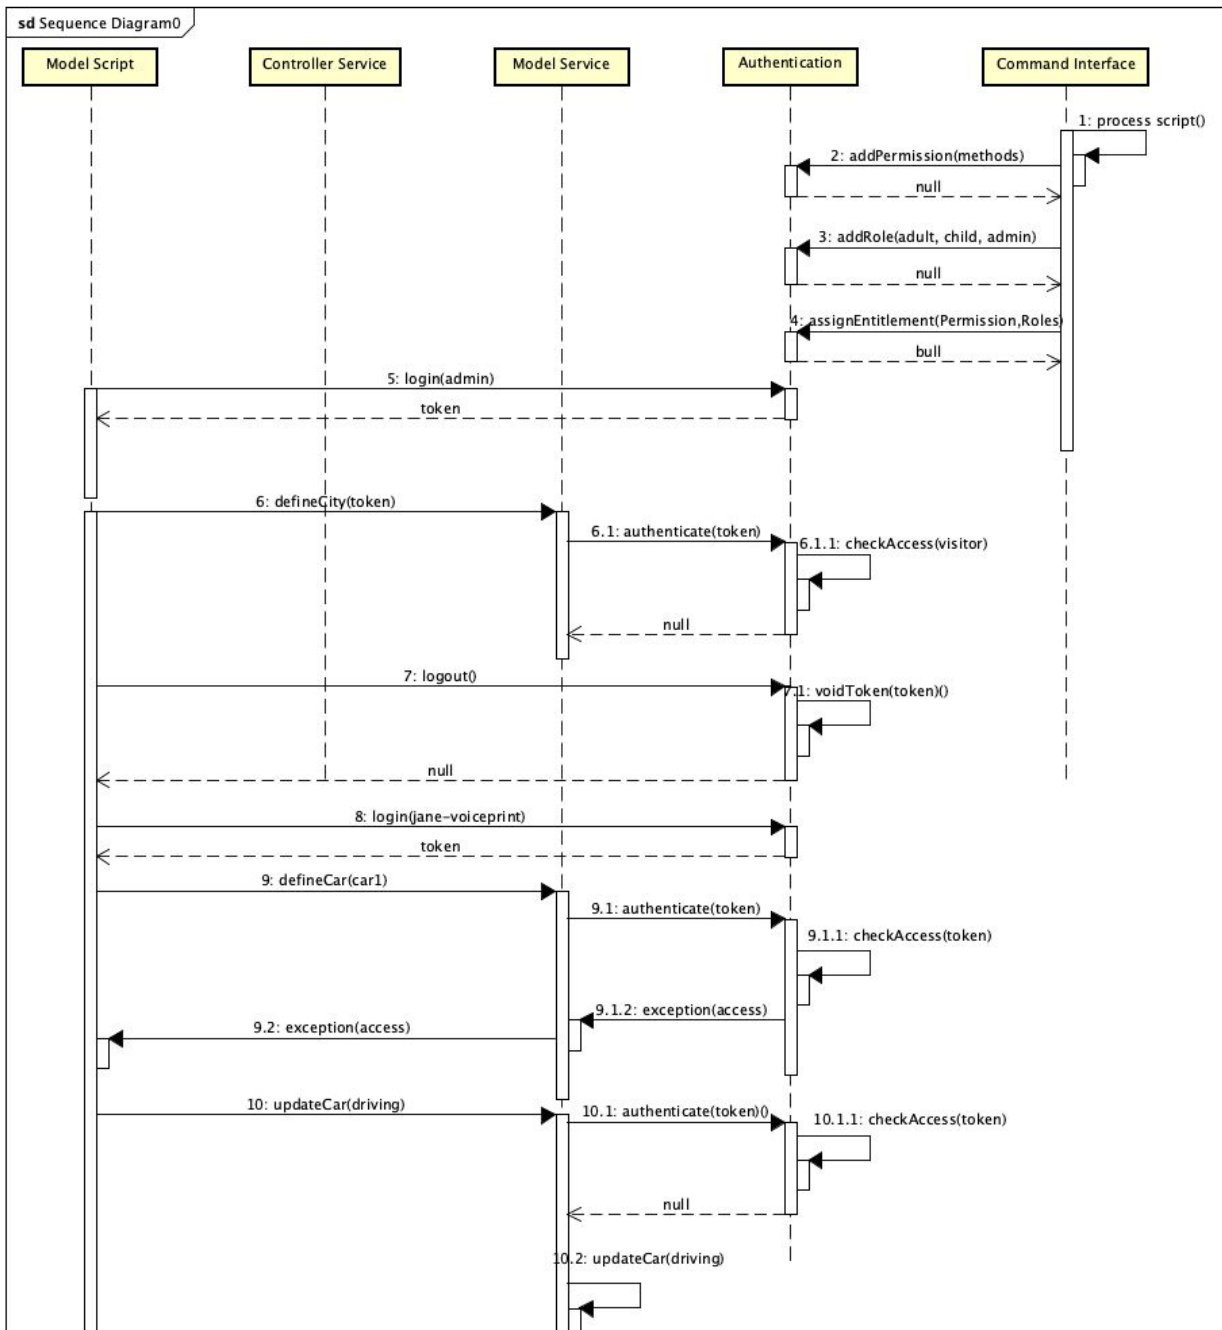 sd Sequence Diagram0
Model Script
Controller Service
Model Service
Authentication
Command Interface
1: process script()
2: addPermission(methods)
null
3: addRole(adult, child, admin)
null
4: assignEntitlement(Permission,Roles)
bull
5: login(admin)
token
6: defineCity(token)
6.1: authenticate(token)
6.1.1: checkAccess(visitor)
null
7: logout()
7.1: voidToken(token)()
null
8: login(jane-voiceprint)
token
9: defineCar(car1)
9.1: authenticate(token)
9.1.1: checkAccess(token)
9.1.2: exception(access)
9.2: exception(access)
10: updateCar(driving)
10.1: authenticate(token)()
10.1.1: checkAccess(token)
null
10.2: updateCar(driving)